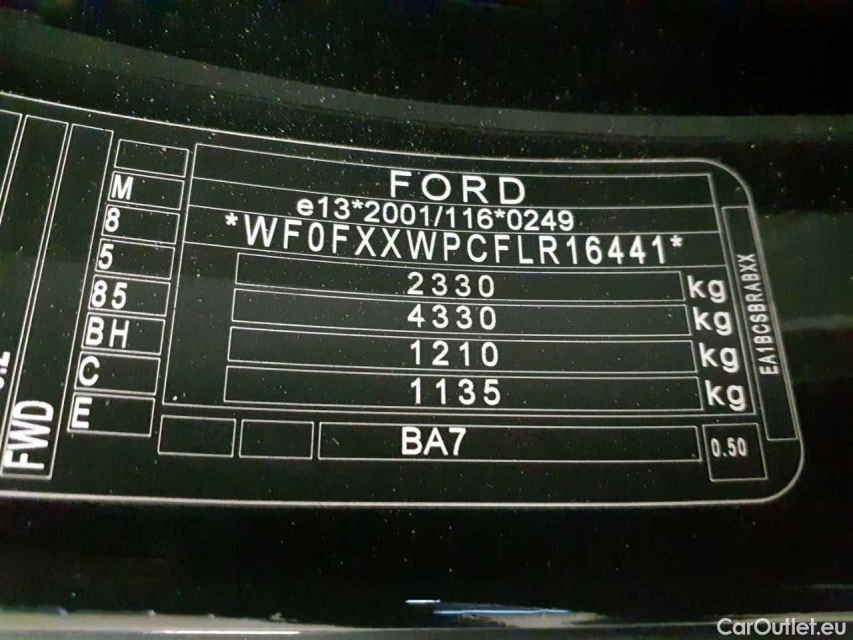 FORD
e13*2001/116*0249
*WF0FXXWPCFLR16441*
2330 kg
4330 kg
1210 kg
1135 kg
BA7
0.50
M
8
5
85
BH
C
E
FWD
EA1BCSBRABXX
CarOutlet.eu